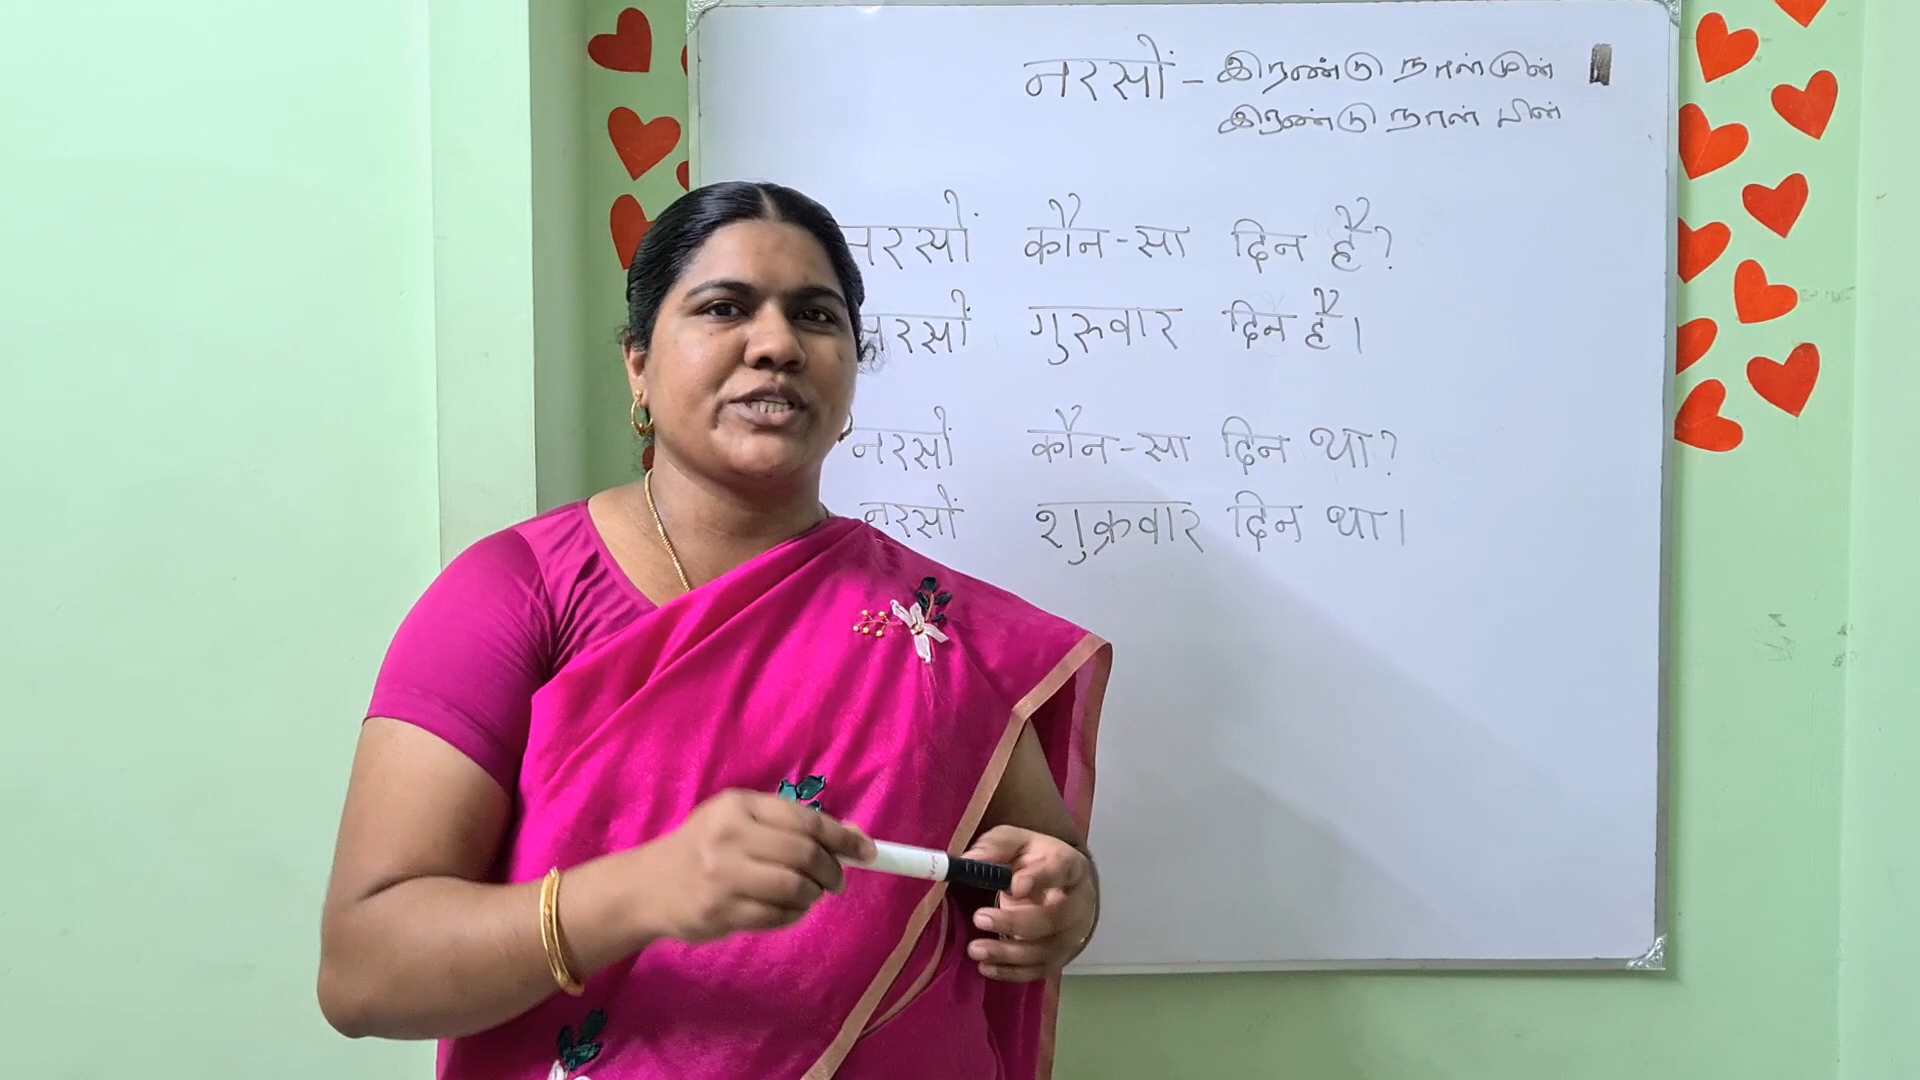 नरसों - இரண்டு நாள் முன்
இரண்டு நாள் பின்
नरसों कौन-सा दिन है?
नरसों गुरुवार दिन है।
नरसों कौन-सा दिन था?
नरसों शुक्रवार दिन था।